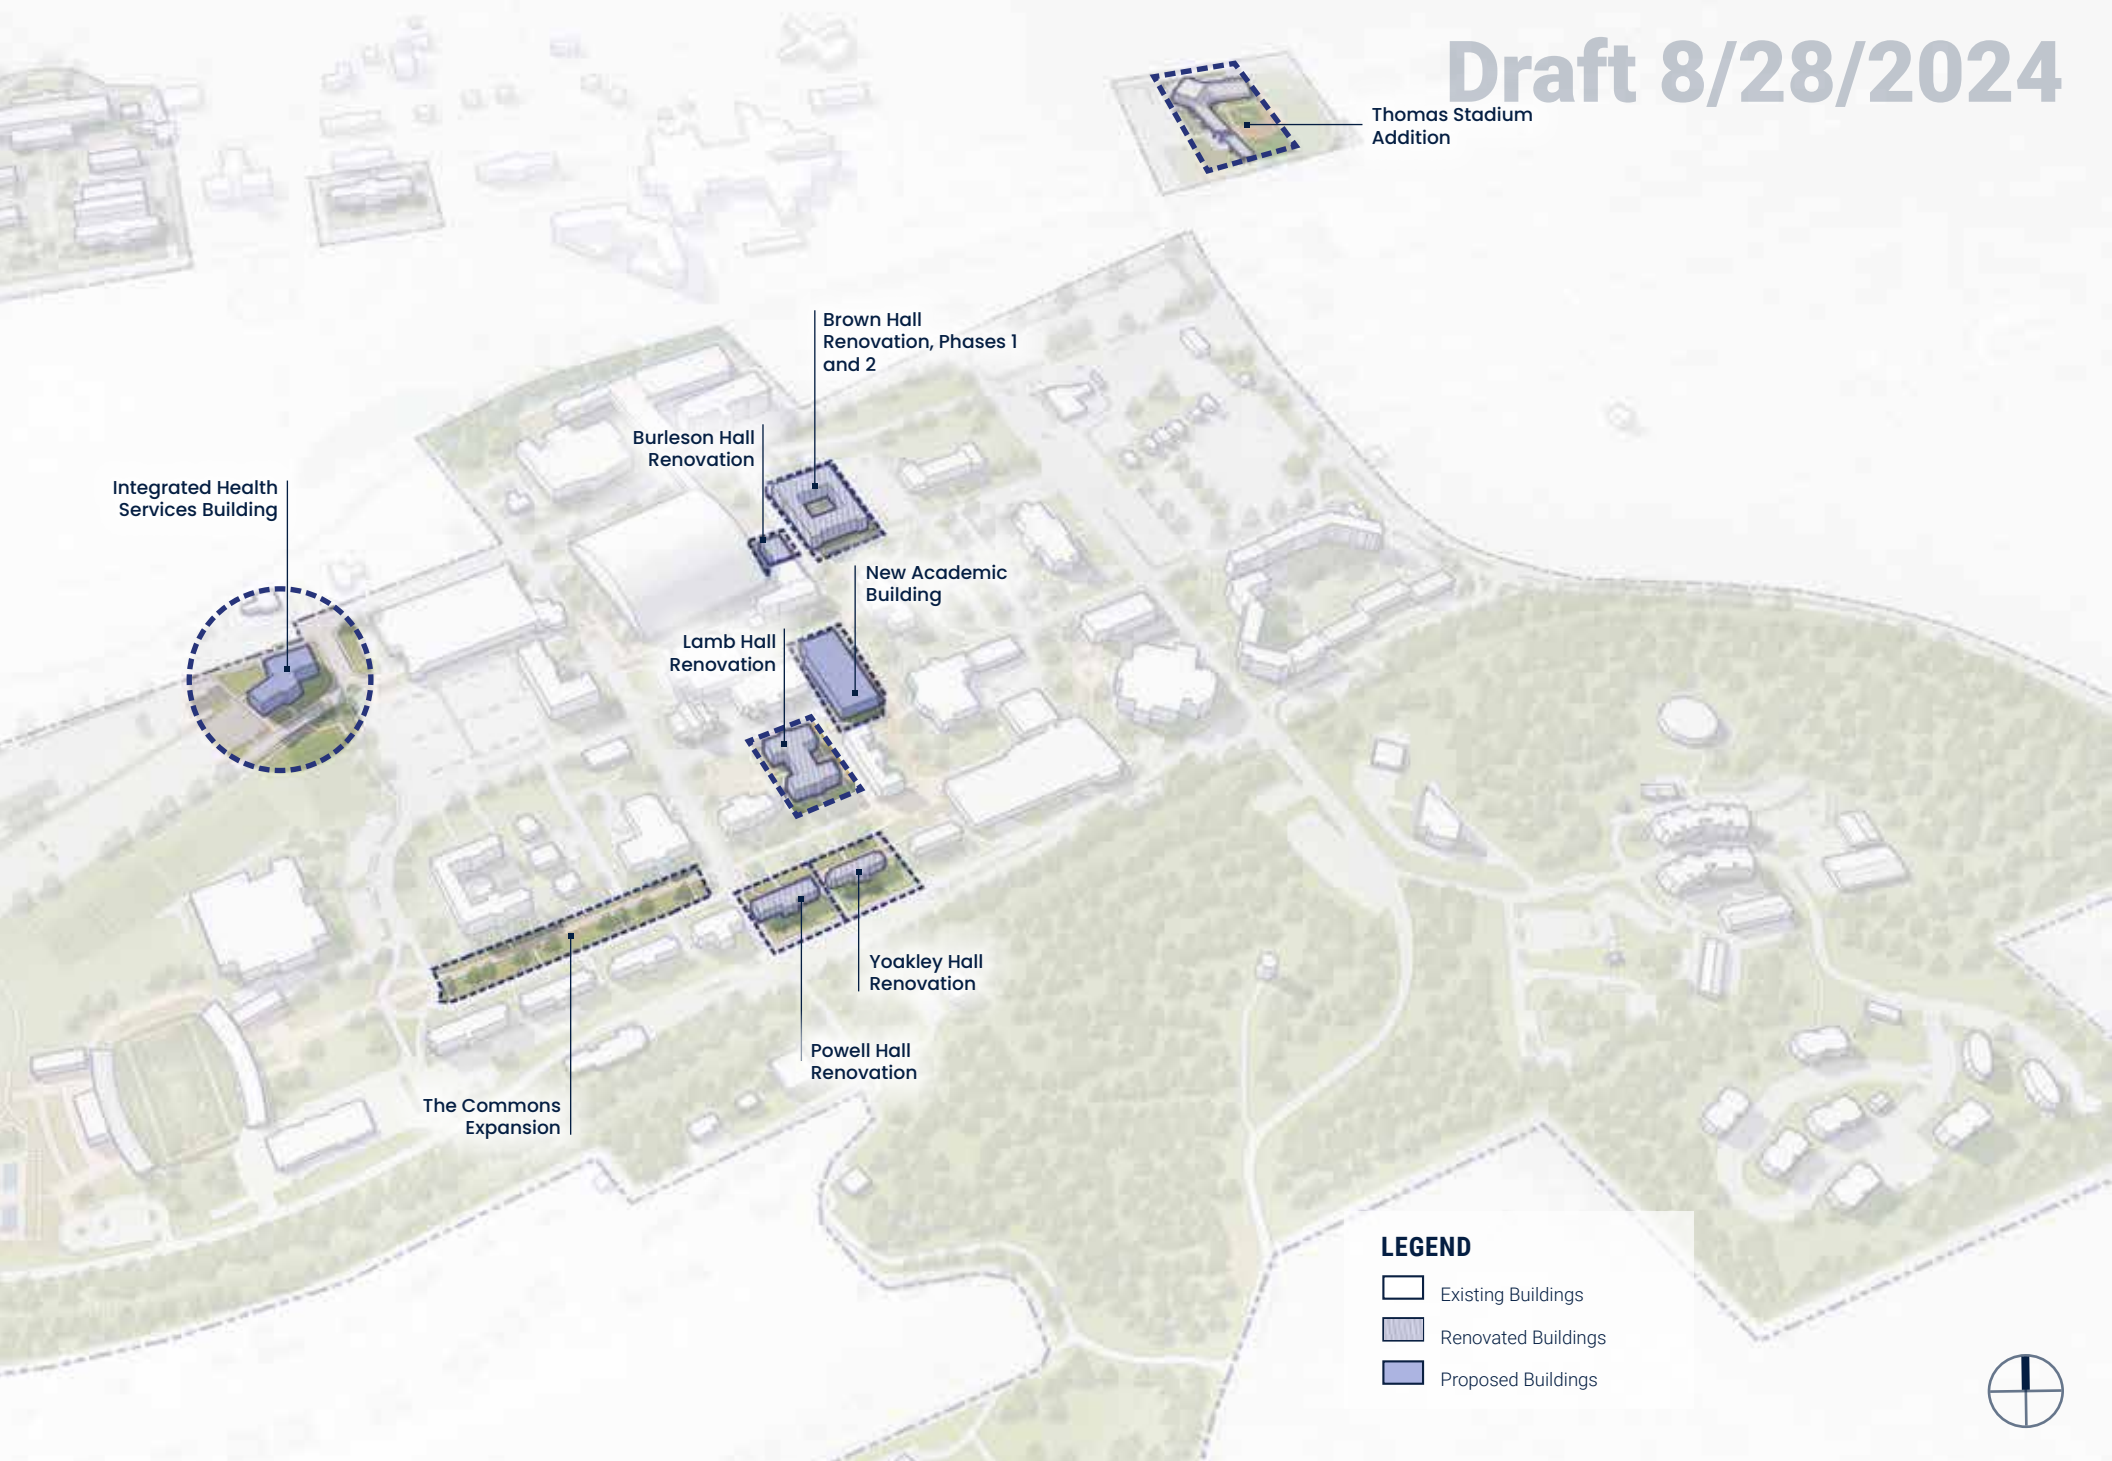 Draft 8/28/2024
Thomas Stadium
Addition
Brown Hall
Renovation, Phases 1
and 2
Burleson Hall
Renovation
Integrated Health
Services Building
New Academic
Building
Lamb Hall
Renovation
Yoakley Hall
Renovation
Powell Hall
Renovation
The Commons
Expansion
LEGEND
Existing Buildings
Renovated Buildings
Proposed Buildings